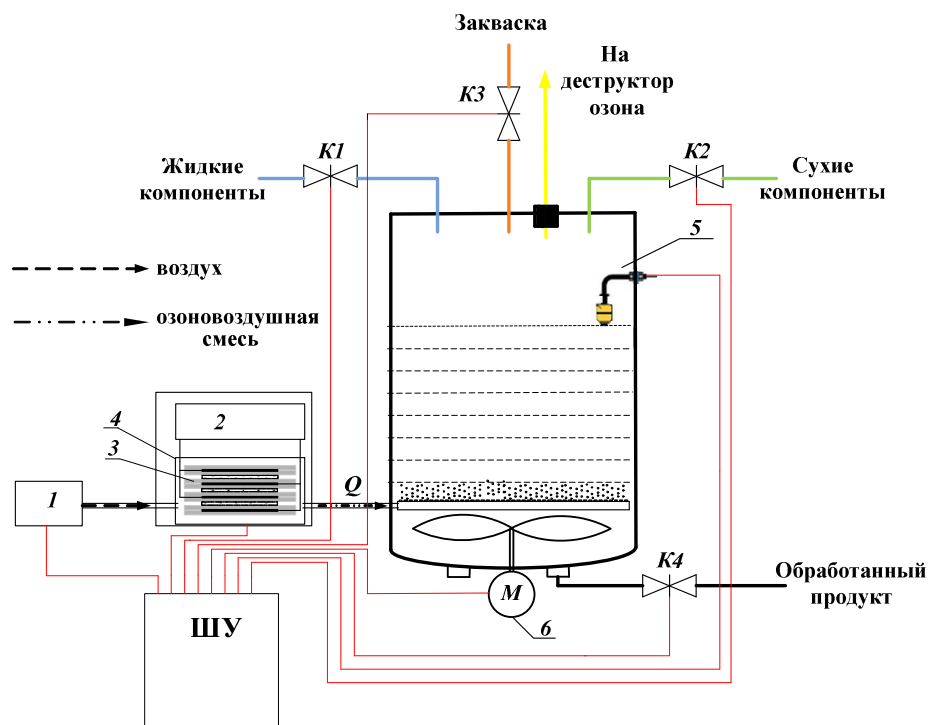 Закваска
На
деструктор
озона
К3
К1
К2
Жидкие
компоненты
Сухие
компоненты
5
воздух
озоновоздушная
смесь
4
2
3
1
Q
К4
М
6
Обработанный
продукт
ШУ